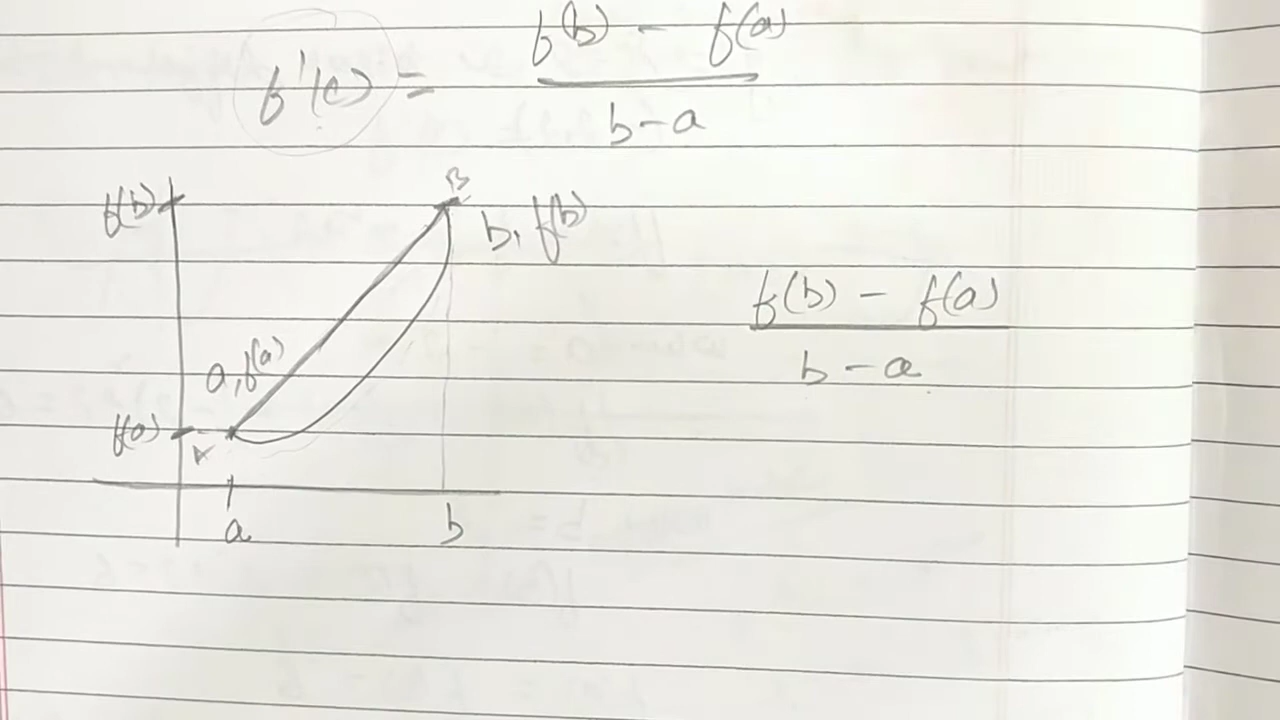 f'(c) = f(b) - f(a)
b - a
B
f(b)
b, f(b)
f(b) - f(a)
b - a
a, f(a)
f(a)
A
a
b